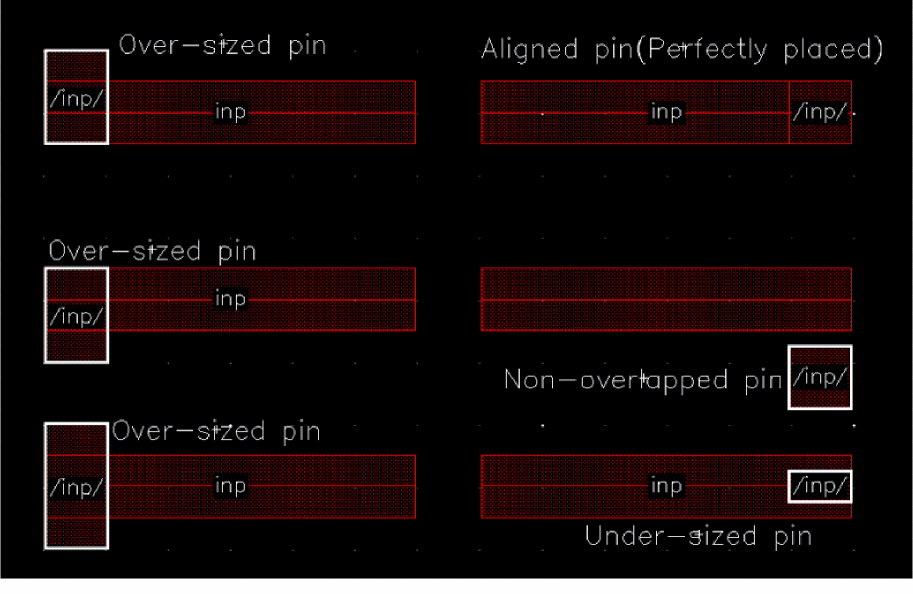 Over-sized pin
Aligned pin(Perfectly placed)
/inp/
inp
inp
/inp/
Over-sized pin
/inp/
inp
Non-overlapped pin
/inp/
Over-sized pin
/inp/
inp
inp
/inp/
Under-sized pin